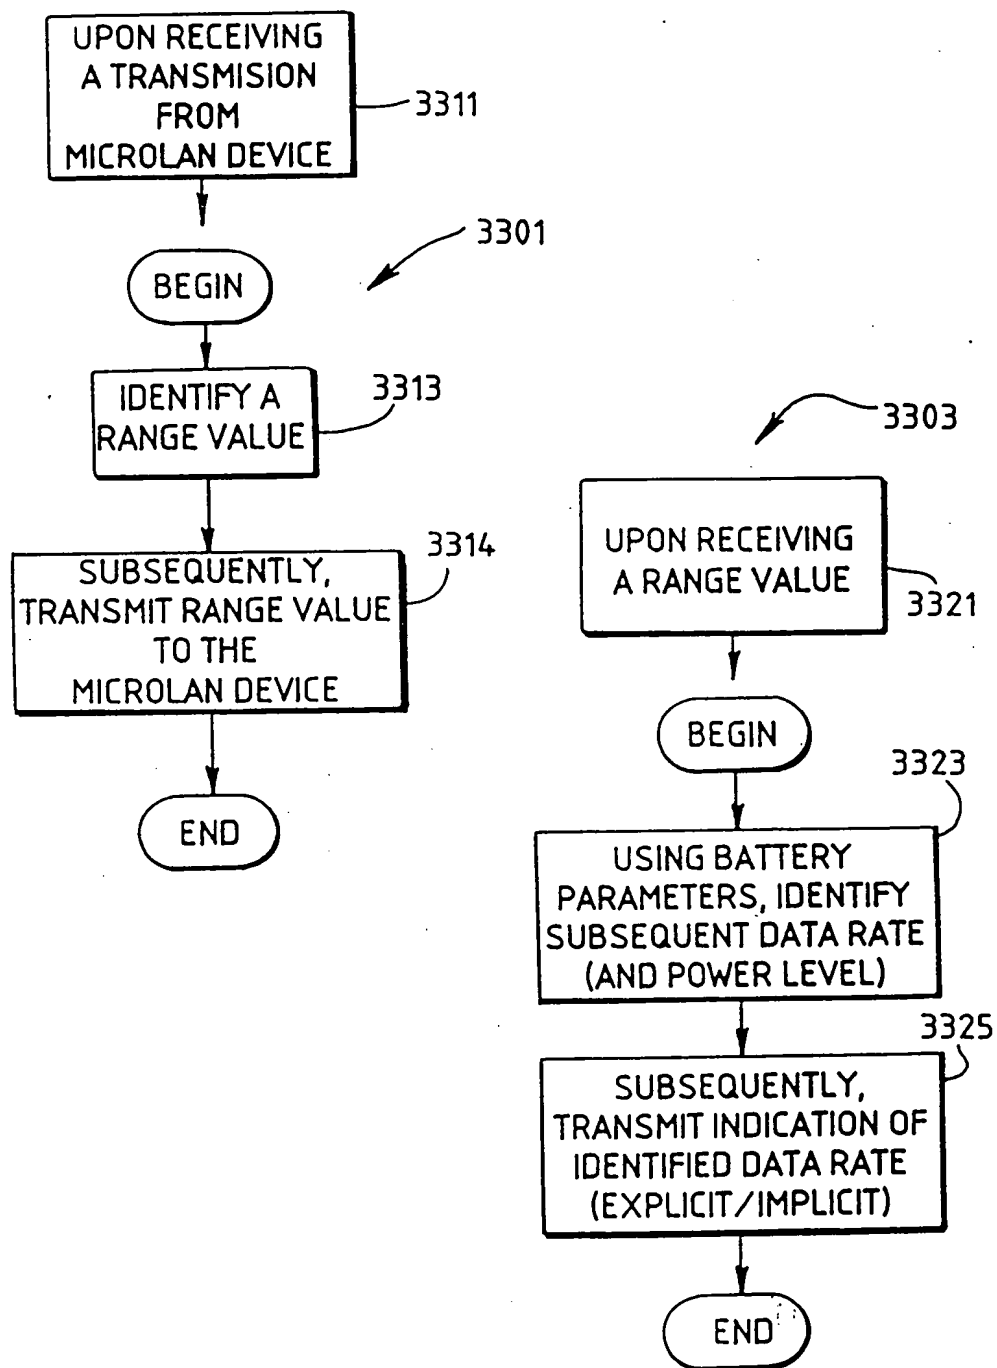 UPON RECEIVING
A TRANSMISION
FROM
MICROLAN DEVICE
3311
3301
BEGIN
IDENTIFY A
RANGE VALUE
3313
SUBSEQUENTLY,
TRANSMIT RANGE VALUE
TO THE
MICROLAN DEVICE
3314
END
3303
UPON RECEIVING
A RANGE VALUE
3321
BEGIN
3323
USING BATTERY
PARAMETERS, IDENTIFY
SUBSEQUENT DATA RATE
(AND POWER LEVEL)
3325
SUBSEQUENTLY,
TRANSMIT INDICATION OF
IDENTIFIED DATA RATE
(EXPLICIT/IMPLICIT)
END